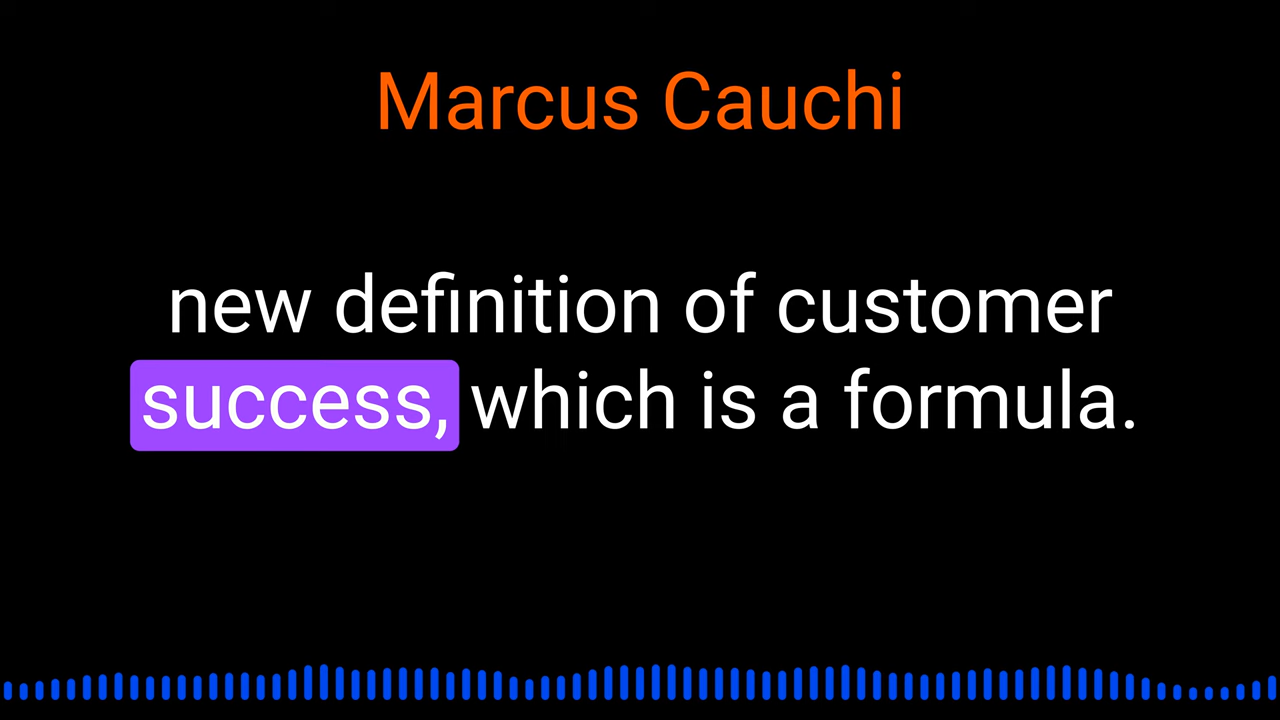 Marcus Cauchi
new definition of customer
success, which is a formula.